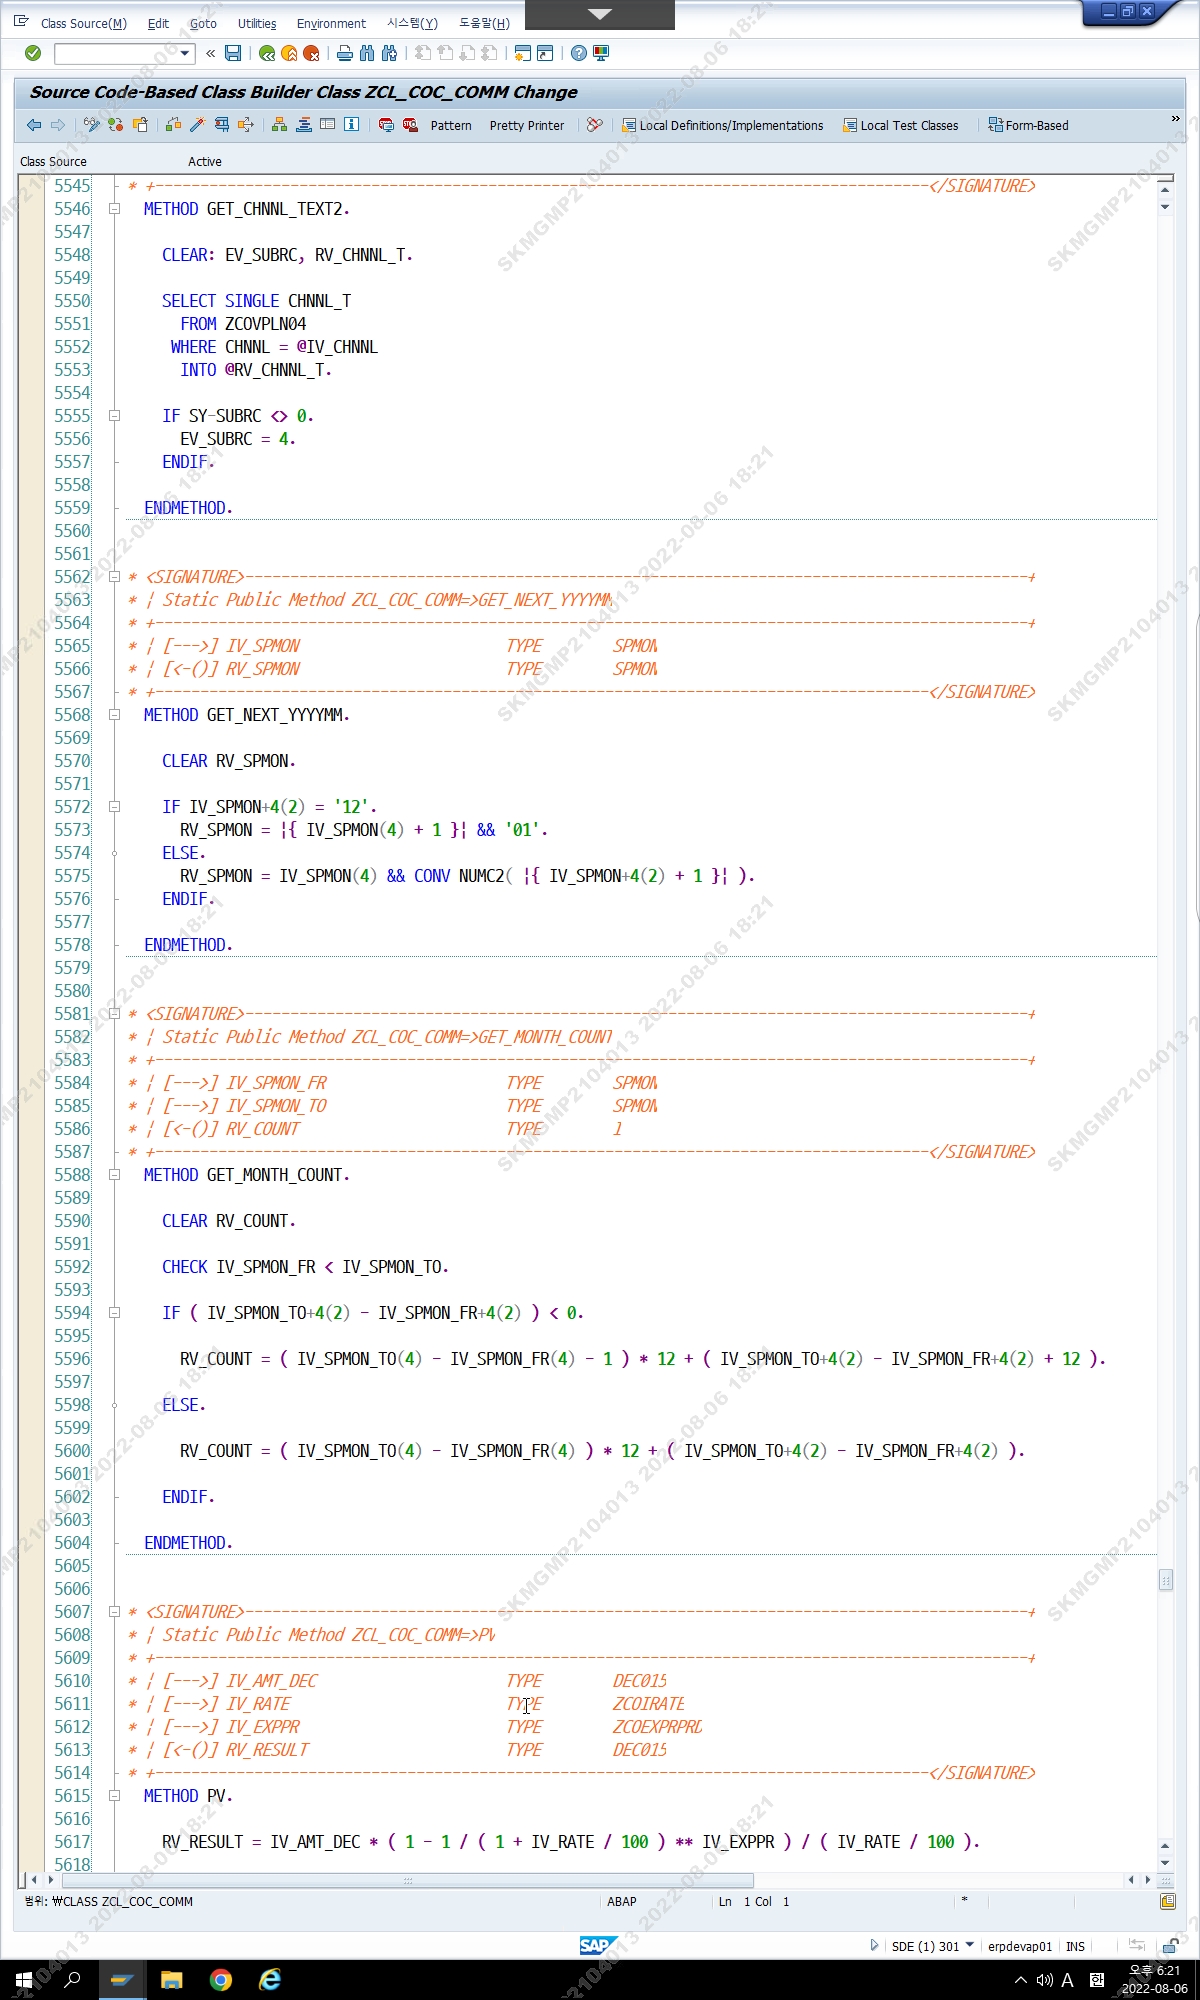 Class Source(M) Edit Goto Utilities Environment 시스템(Y) 도움말(H)
Source Code-Based Class Builder Class ZCL_COC_COMM Change
Pattern Pretty Printer Local Definitions/Implementations Local Test Classes Form-Based
Class Source Active
5545 * +--------------------------------------------------------------------------------------</SIGNATURE>
5546 METHOD GET_CHNNL_TEXT2.
5547
5548 CLEAR: EV_SUBRC, RV_CHNNL_T.
5549
5550 SELECT SINGLE CHNNL_T
5551 FROM ZCOVPLN04
5552 WHERE CHNNL = @IV_CHNNL
5553 INTO @RV_CHNNL_T.
5554
5555 IF SY-SUBRC <> 0.
5556 EV_SUBRC = 4.
5557 ENDIF.
5558
5559 ENDMETHOD.
5560
5561
5562 * <SIGNATURE>---------------------------------------------------------------------------------------+
5563 * | Static Public Method ZCL_COC_COMM=>GET_NEXT_YYYYMM
5564 * +-------------------------------------------------------------------------------------------------+
5565 * | [--->] IV_SPMON TYPE SPMON
5566 * | [<-()] RV_SPMON TYPE SPMON
5567 * +--------------------------------------------------------------------------------------</SIGNATURE>
5568 METHOD GET_NEXT_YYYYMM.
5569
5570 CLEAR RV_SPMON.
5571
5572 IF IV_SPMON+4(2) = '12'.
5573 RV_SPMON = |{ IV_SPMON(4) + 1 }| && '01'.
5574 ELSE.
5575 RV_SPMON = IV_SPMON(4) && CONV NUMC2( |{ IV_SPMON+4(2) + 1 }| ).
5576 ENDIF.
5577
5578 ENDMETHOD.
5579
5580
5581 * <SIGNATURE>---------------------------------------------------------------------------------------+
5582 * | Static Public Method ZCL_COC_COMM=>GET_MONTH_COUNT
5583 * +-------------------------------------------------------------------------------------------------+
5584 * | [--->] IV_SPMON_FR TYPE SPMON
5585 * | [--->] IV_SPMON_TO TYPE SPMON
5586 * | [<-()] RV_COUNT TYPE I
5587 * +--------------------------------------------------------------------------------------</SIGNATURE>
5588 METHOD GET_MONTH_COUNT.
5589
5590 CLEAR RV_COUNT.
5591
5592 CHECK IV_SPMON_FR < IV_SPMON_TO.
5593
5594 IF ( IV_SPMON_TO+4(2) - IV_SPMON_FR+4(2) ) < 0.
5595
5596 RV_COUNT = ( IV_SPMON_TO(4) - IV_SPMON_FR(4) - 1 ) * 12 + ( IV_SPMON_TO+4(2) - IV_SPMON_FR+4(2) + 12 ).
5597
5598 ELSE.
5599
5600 RV_COUNT = ( IV_SPMON_TO(4) - IV_SPMON_FR(4) ) * 12 + ( IV_SPMON_TO+4(2) - IV_SPMON_FR+4(2) ).
5601
5602 ENDIF.
5603
5604 ENDMETHOD.
5605
5606
5607 * <SIGNATURE>---------------------------------------------------------------------------------------+
5608 * | Static Public Method ZCL_COC_COMM=>PV
5609 * +-------------------------------------------------------------------------------------------------+
5610 * | [--->] IV_AMT_DEC TYPE DEC015
5611 * | [--->] IV_RATE TYPE ZCOIRATE
5612 * | [--->] IV_EXPPR TYPE ZCOEXPRPRD
5613 * | [<-()] RV_RESULT TYPE DEC015
5614 * +--------------------------------------------------------------------------------------</SIGNATURE>
5615 METHOD PV.
5616
5617 RV_RESULT = IV_AMT_DEC * ( 1 - 1 / ( 1 + IV_RATE / 100 ) ** IV_EXPPR ) / ( IV_RATE / 100 ).
5618
범위: ₩CLASS ZCL_COC_COMM ABAP Ln 1 Col 1 *
SAP SDE (1) 301 erpdevap01 INS
A 한 오후 6:21
2022-08-06
SKMGMP2104013 2022-08-06 18:21